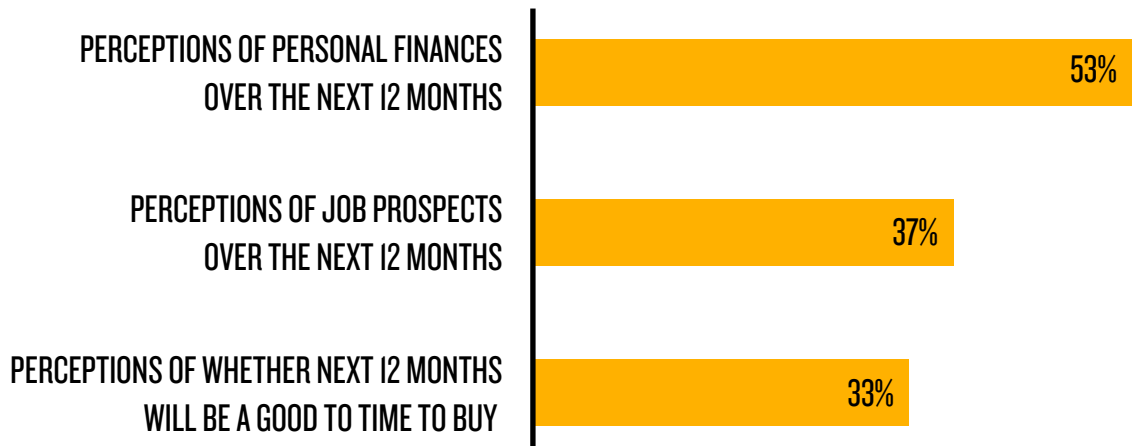 PERCEPTIONS OF PERSONAL FINANCES
OVER THE NEXT 12 MONTHS
53%
PERCEPTIONS OF JOB PROSPECTS
OVER THE NEXT 12 MONTHS
37%
PERCEPTIONS OF WHETHER NEXT 12 MONTHS
WILL BE A GOOD TO TIME TO BUY
33%